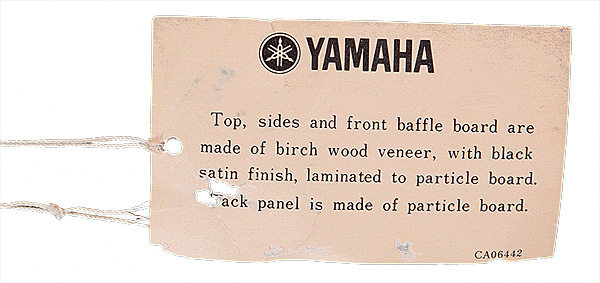 YAMAHA
Top, sides and front baffle board are
made of birch wood veneer, with black
satin finish, laminated to particle board.
ack panel is made of particle board.
CA06442